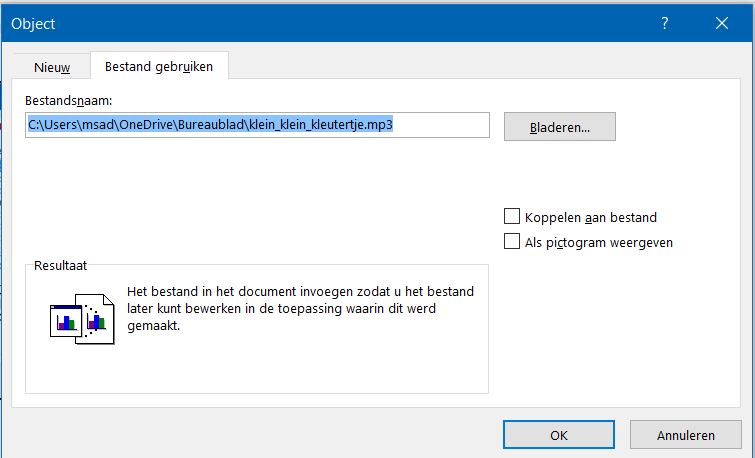 Object
?
Nieuw
Bestand gebruiken
Bestandsnaam:
C:\Users\msad\OneDrive\Bureaublad\klein_klein_kleutertje.mp3
Bladeren...
Koppelen aan bestand
Als pictogram weergeven
Resultaat
Het bestand in het document invoegen zodat u het bestand
later kunt bewerken in de toepassing waarin dit werd
gemaakt.
OK
Annuleren